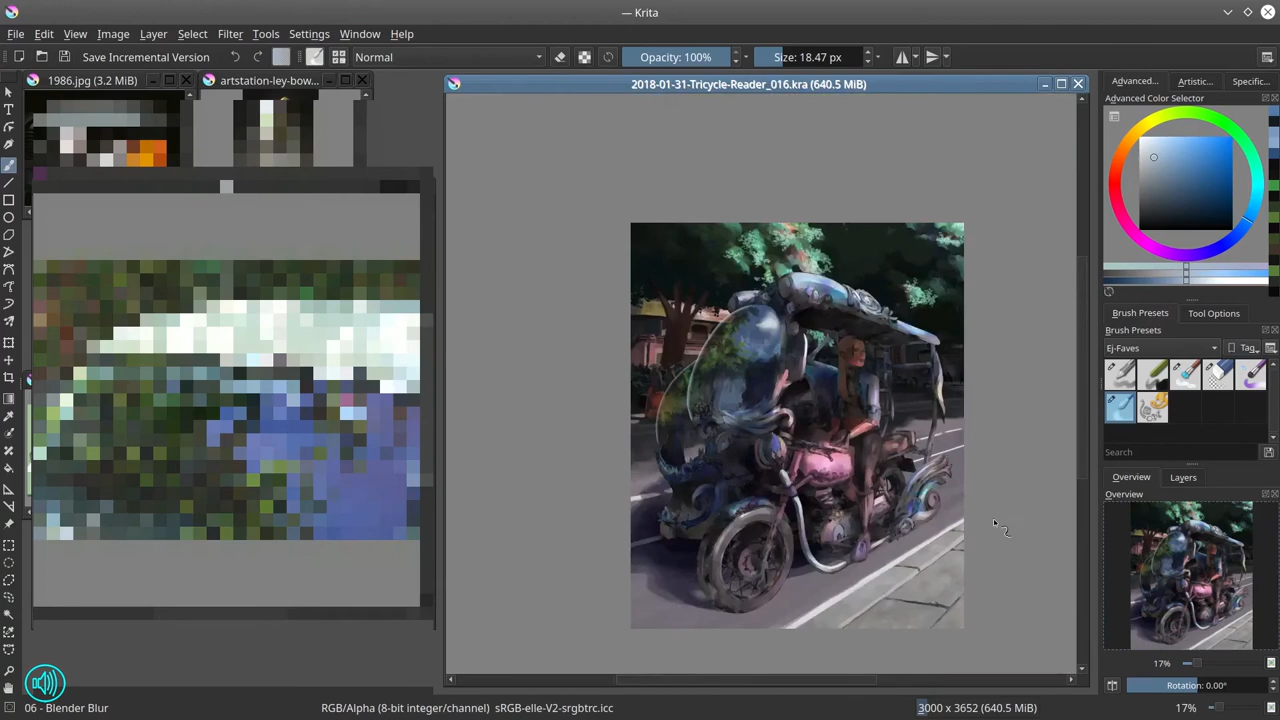 — Krita
File Edit View Image Layer Select Filter Tools Settings Window Help
Save Incremental Version Normal Opacity: 100% Size: 18.47 px
1986.jpg (3.2 MiB) artstation-ley-bow... 2018-01-31-Tricycle-Reader_016.kra (640.5 MiB) Advanced... Artistic... Specific...
Advanced Color Selector
Brush Presets Tool Options
Brush Presets
Ej-Faves Tag
Search
Overview Layers
Overview
17%
Rotation: 0.00°
06 - Blender Blur RGB/Alpha (8-bit integer/channel) sRGB-elle-V2-srgbtrc.icc 3000 x 3652 (640.5 MiB) 17%